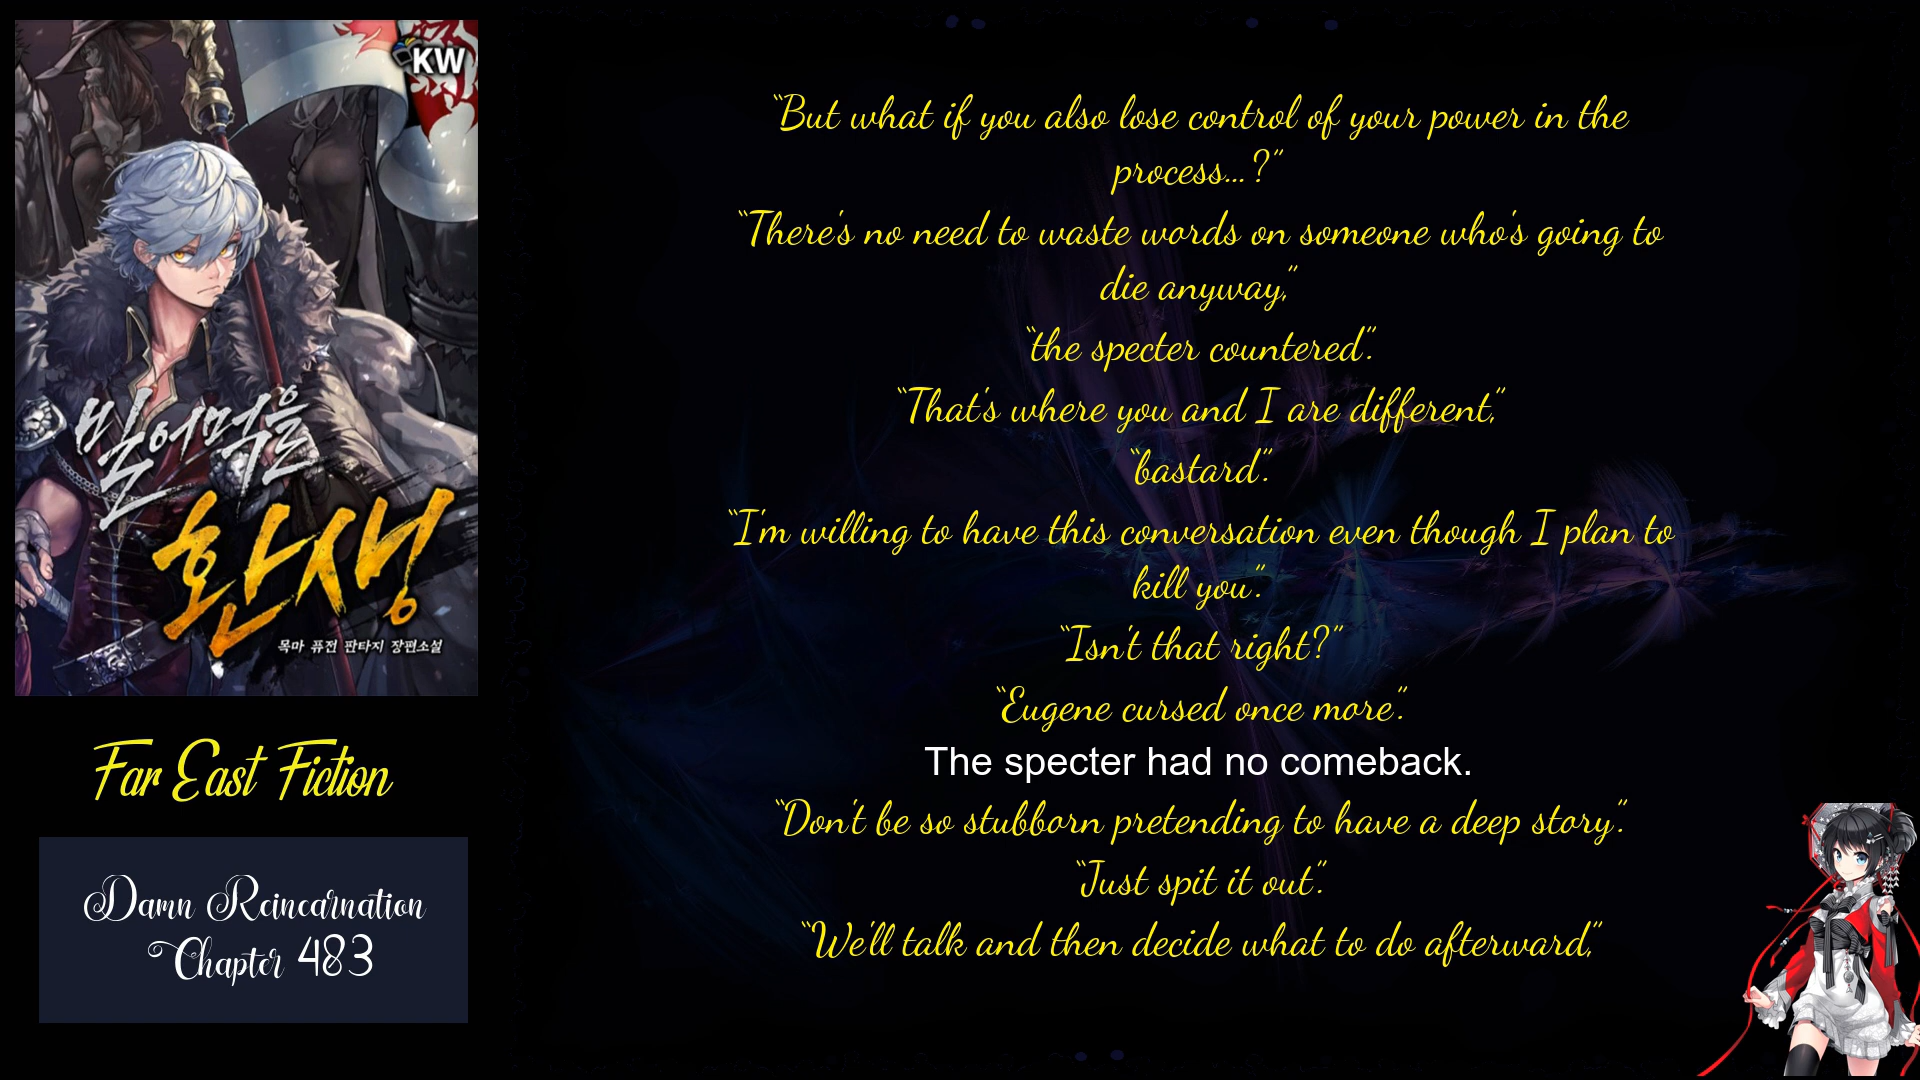 KW
빌어먹을
환생
목마 퓨전 판타지 장편소설
Far East Fiction
Damn Reincarnation
Chapter 483
“But what if you also lose control of your power in the
process...?”
“There's no need to waste words on someone who's going to
die anyway,”
“the specter countered”.
“That's where you and I are different,”
“bastard”.
“I'm willing to have this conversation even though I plan to
kill you”.
“Isn't that right?”
“Eugene cursed once more”.
The specter had no comeback.
“Don't be so stubborn pretending to have a deep story”.
“Just spit it out”.
“We'll talk and then decide what to do afterward,”